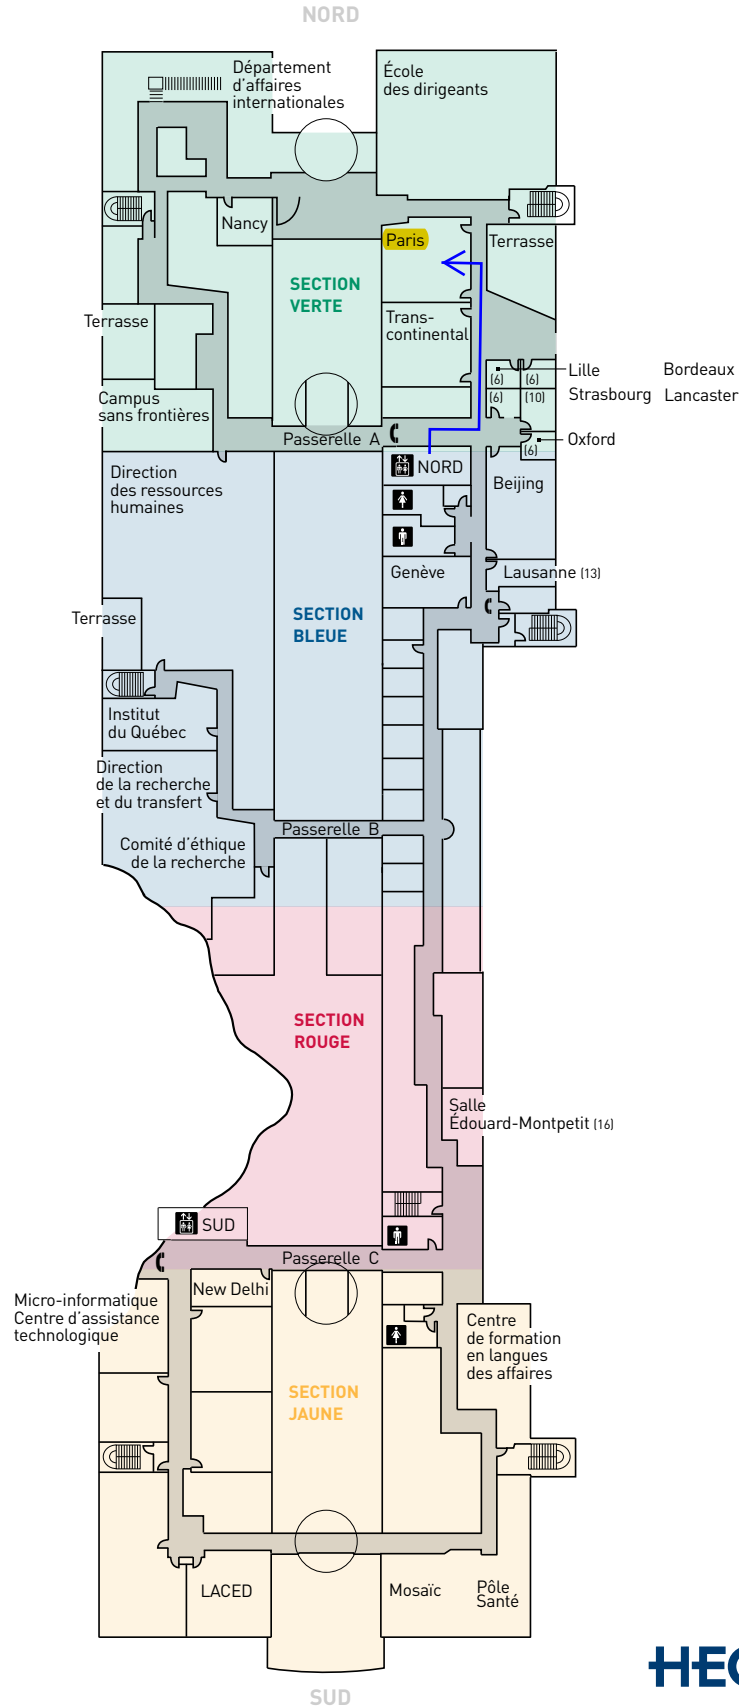 NORD
Département
d'affaires
internationales
École
des dirigeants
Nancy
Paris
Terrasse
SECTION
VERTE
Terrasse
Trans-
continental
Lille
Bordeaux
(6)
(6)
Strasbourg
Lancaster
(6)
(10)
Campus
sans frontières
Passerelle A
Oxford
(6)
Direction
des ressources
humaines
NORD
Beijing
Genève
Lausanne (13)
SECTION
BLEUE
Terrasse
Institut
du Québec
Direction
de la recherche
et du transfert
Passerelle B
Comité d'éthique
de la recherche
SECTION
ROUGE
Salle
Édouard-Montpetit (16)
SUD
Passerelle C
New Delhi
Micro-informatique
Centre d'assistance
technologique
Centre
de formation
en langues
des affaires
SECTION
JAUNE
LACED
Mosaïc
Pôle
Santé
HEC
SUD